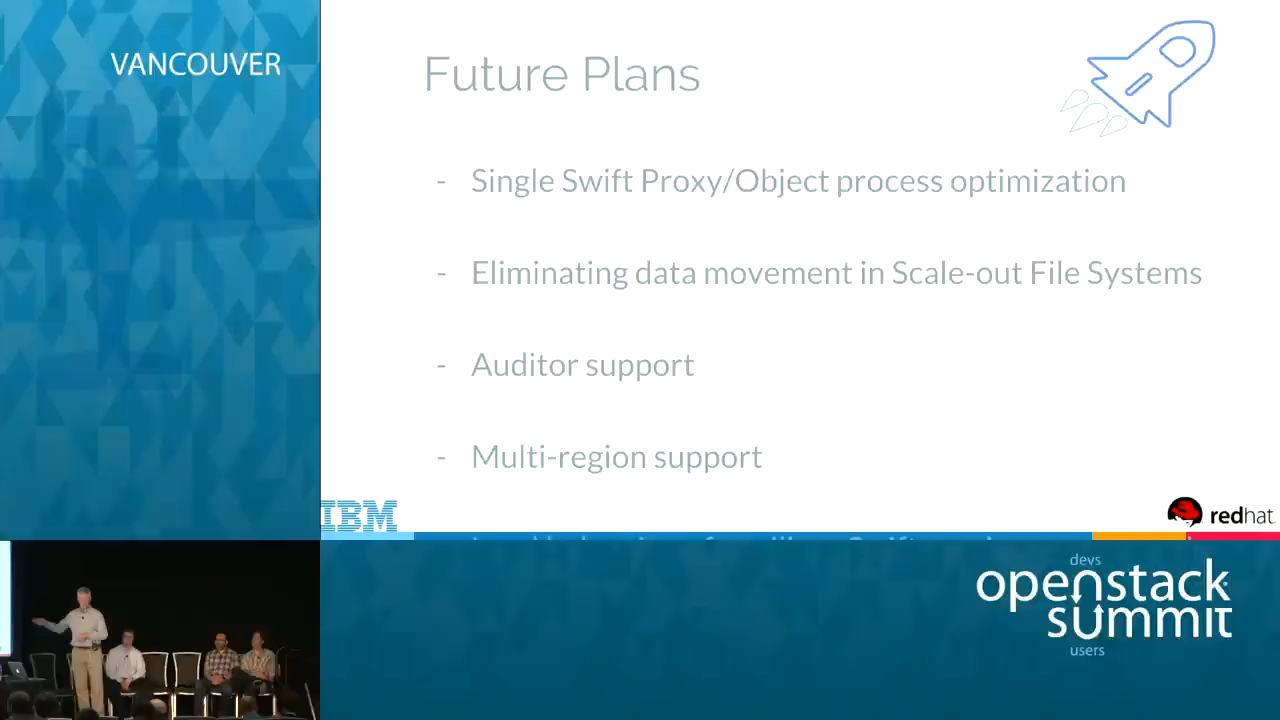 VANCOUVER
Future Plans
- Single Swift Proxy/Object process optimization
- Eliminating data movement in Scale-out File Systems
- Auditor support
- Multi-region support
IBM
redhat
devs
openstack
summit
users